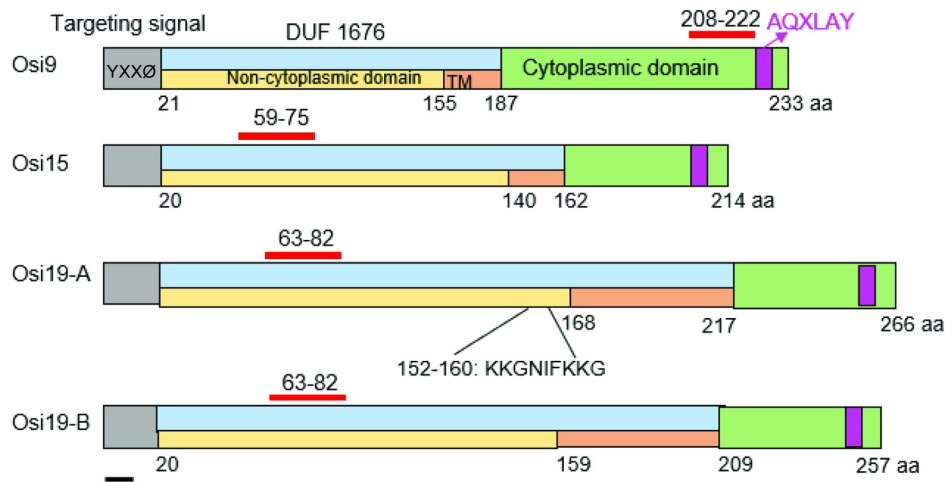 Targeting signal
DUF 1676
208-222
AQXLAY
Osi9
YXXØ
Non-cytoplasmic domain
TM
Cytoplasmic domain
21
155
187
233 aa
59-75
Osi15
20
140
162
214 aa
63-82
Osi19-A
168
217
266 aa
152-160: KKGNIFKKG
63-82
Osi19-B
20
159
209
257 aa